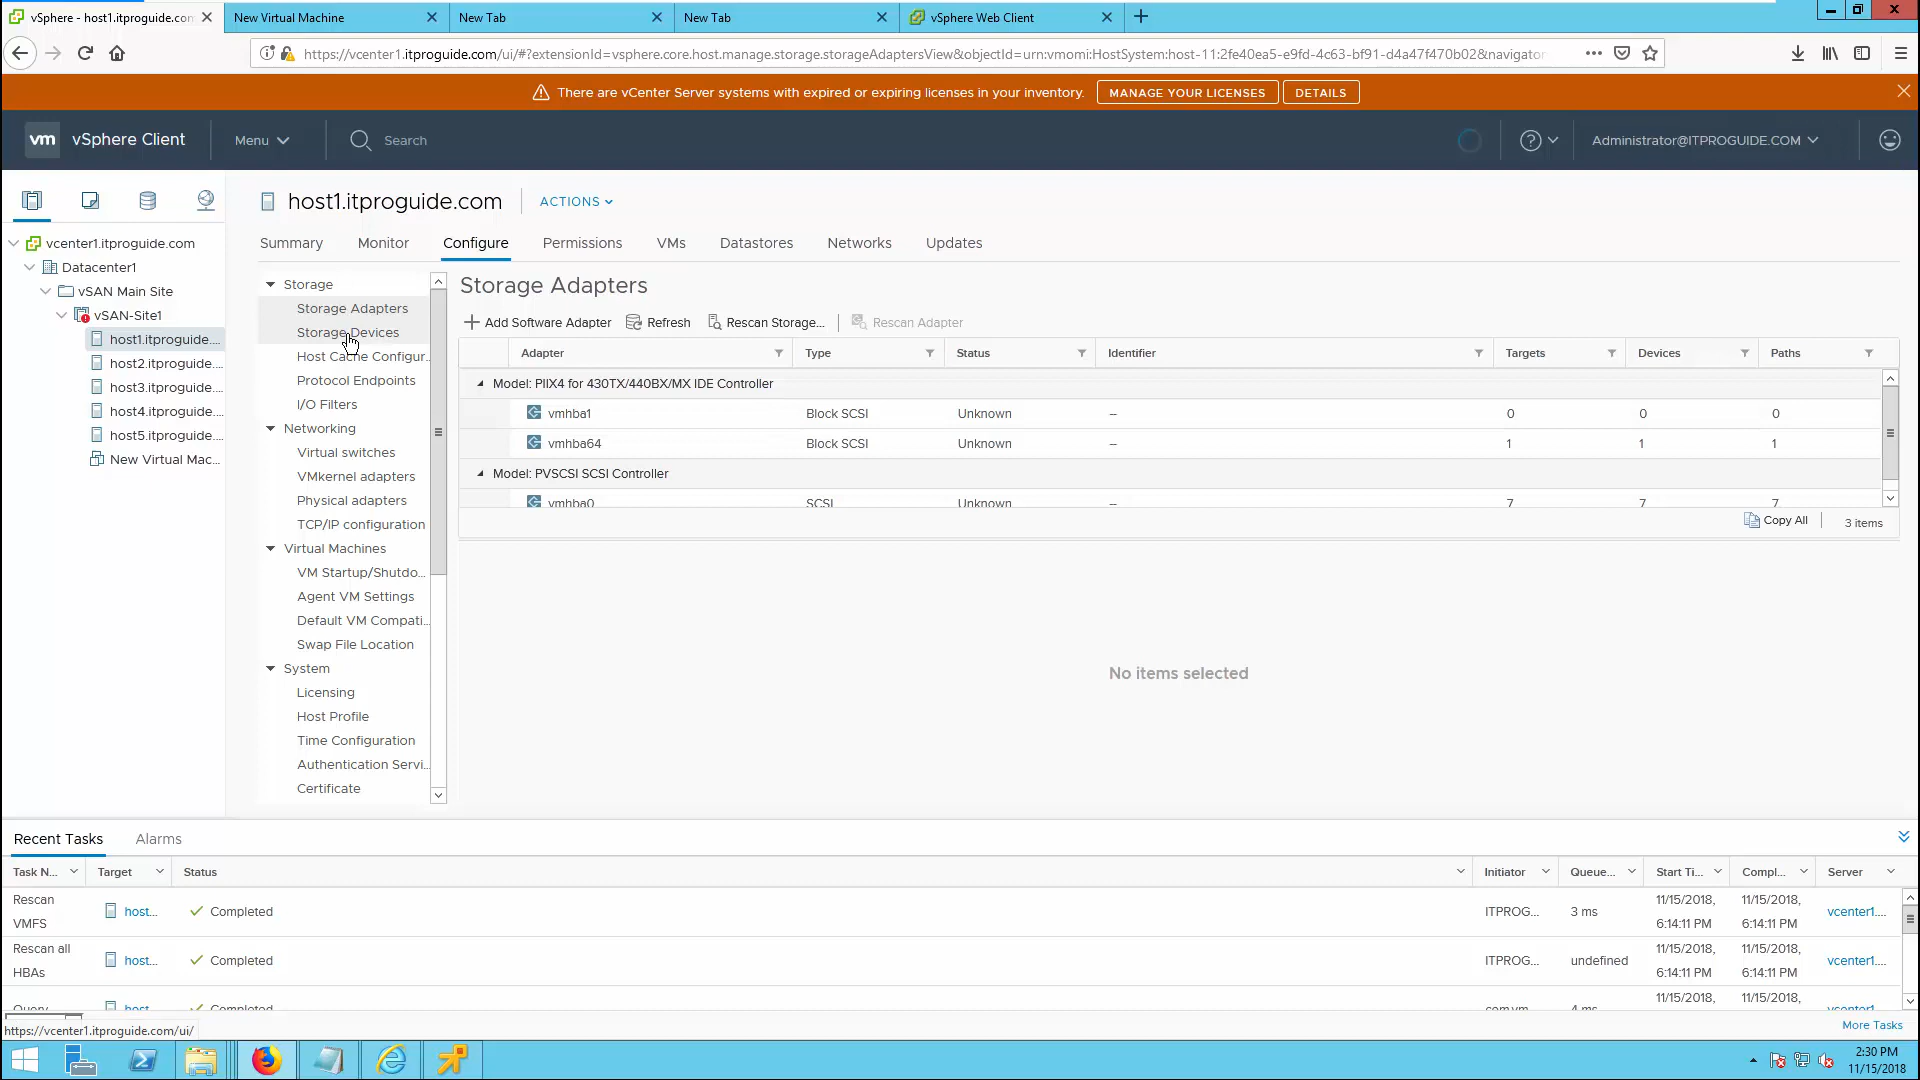 vSphere - host1.itproguide.com
New Virtual Machine
New Tab
New Tab
vSphere Web Client
https://vcenter1.itproguide.com/ui/#?extensionId=vsphere.core.host.manage.storage.storageAdaptersView&objectId=urn:vmomi:HostSystem:host-11:2fe40ea5-e9fd-4c63-bf91-d4a47f470b02&navigator
There are vCenter Server systems with expired or expiring licenses in your inventory.
MANAGE YOUR LICENSES
DETAILS
vm
vSphere Client
Menu
Search
Administrator@ITPROGUIDE.COM
vcenter1.itproguide.com
Datacenter1
vSAN Main Site
vSAN-Site1
host1.itproguide....
host2.itproguide....
host3.itproguide....
host4.itproguide....
host5.itproguide....
New Virtual Mac...
host1.itproguide.com
ACTIONS
Summary Monitor Configure Permissions VMs Datastores Networks Updates
Storage
Storage Adapters
Storage Devices
Host Cache Configur...
Protocol Endpoints
I/O Filters
Networking
Virtual switches
VMkernel adapters
Physical adapters
TCP/IP configuration
Virtual Machines
VM Startup/Shutdo...
Agent VM Settings
Default VM Compati...
Swap File Location
System
Licensing
Host Profile
Time Configuration
Authentication Servi...
Certificate
Storage Adapters
Add Software Adapter Refresh Rescan Storage... Rescan Adapter
Adapter Type Status Identifier Targets Devices Paths
Model: PIIX4 for 430TX/440BX/MX IDE Controller
vmhba1 Block SCSI Unknown -- 0 0 0
vmhba64 Block SCSI Unknown -- 1 1 1
Model: PVSCSI SCSI Controller
vmhba0 SCSI Unknown -- 7 7 7
Copy All 3 items
No items selected
Recent Tasks Alarms
Task N... Target Status Initiator Queue... Start Ti... Compl... Server
Rescan VMFS host... Completed ITPROG... 3 ms 11/15/2018, 6:14:11 PM 11/15/2018, 6:14:11 PM vcenter1....
Rescan all HBAs host... Completed ITPROG... undefined 11/15/2018, 6:14:11 PM 11/15/2018, 6:14:11 PM vcenter1....
Query host... Completed com.vm... 4 ms 11/15/2018, 11/15/2018, vcenter1....
https://vcenter1.itproguide.com/ui/
More Tasks
2:30 PM
11/15/2018